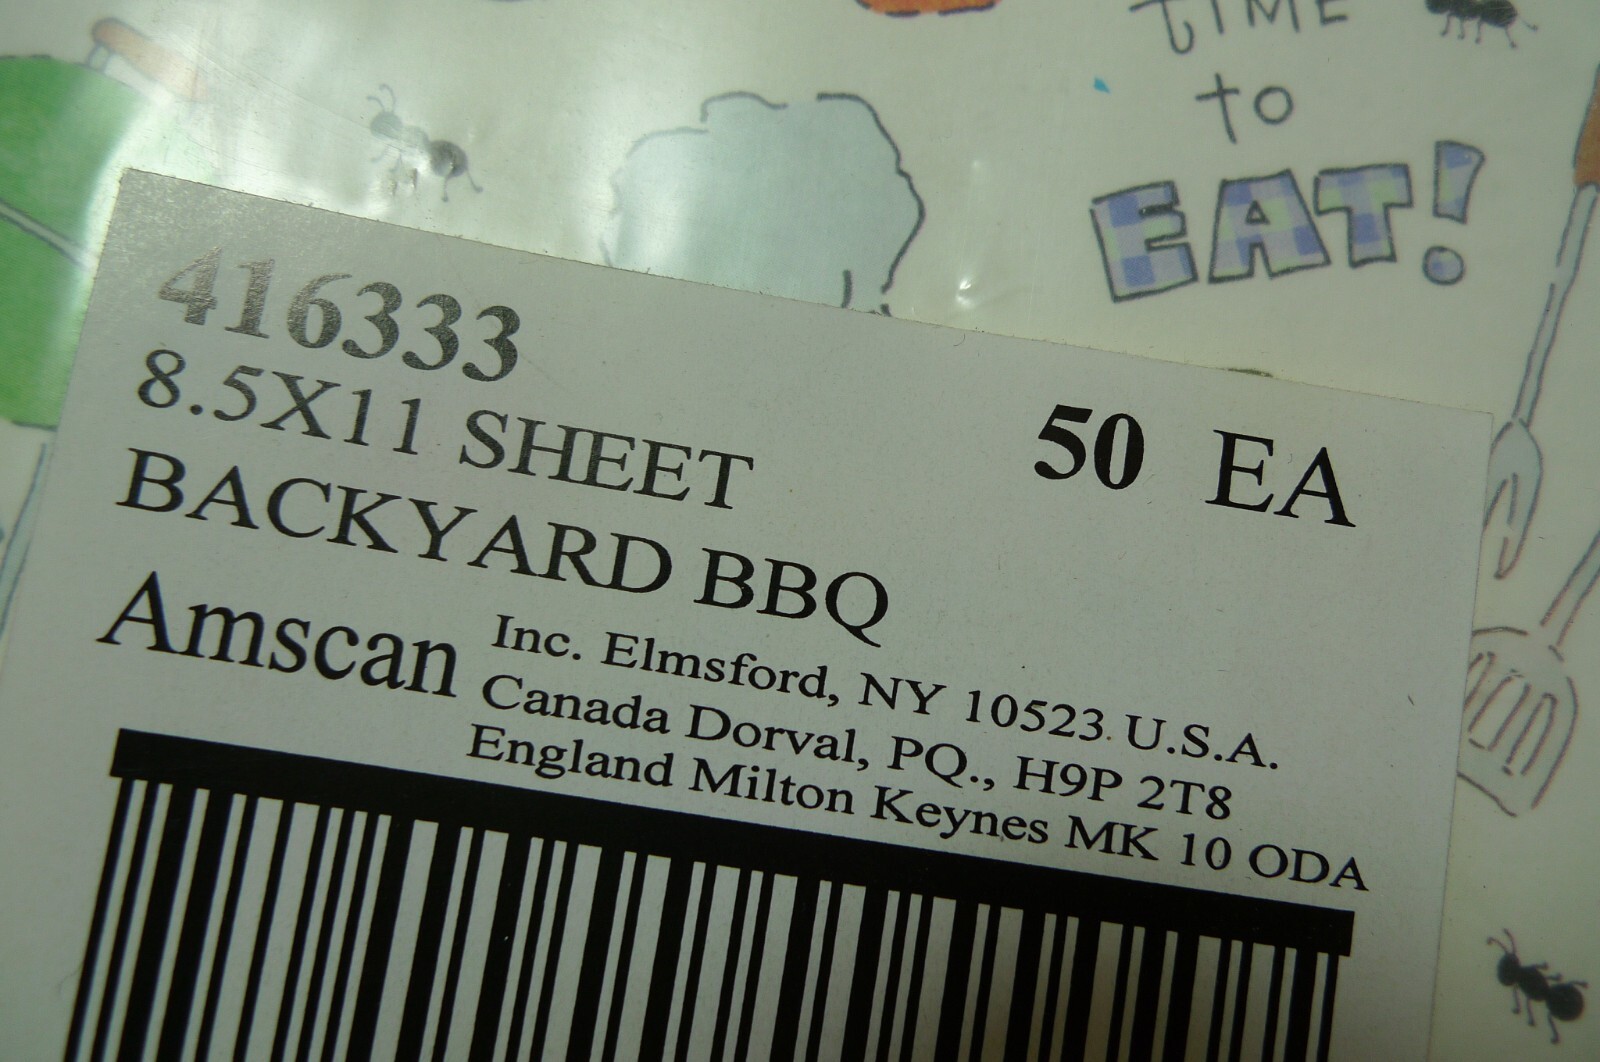 TIME
to
EAT!
416333
8.5X11 SHEET
50 EA
BACKYARD BBQ
Amscan
Inc. Elmsford, NY 10523 U.S.A.
Canada Dorval, PQ., H9P 2T8
England Milton Keynes MK 10 ODA